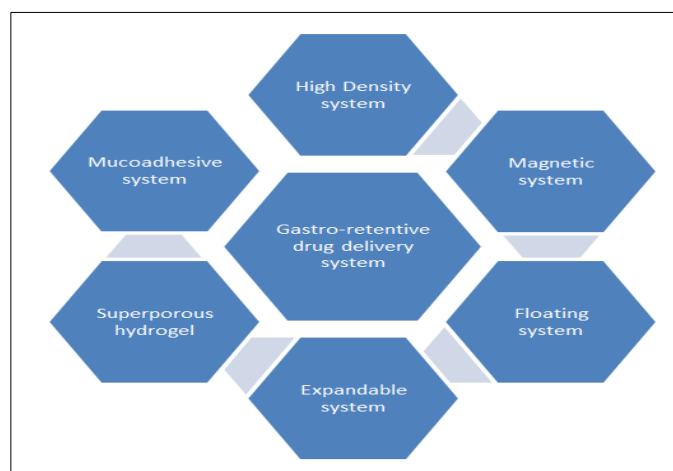 High Density
system
Mucoadhesive
system
Magnetic
system
Gastro-retentive
drug delivery
system
Superporous
hydrogel
Floating
system
Expandable
system